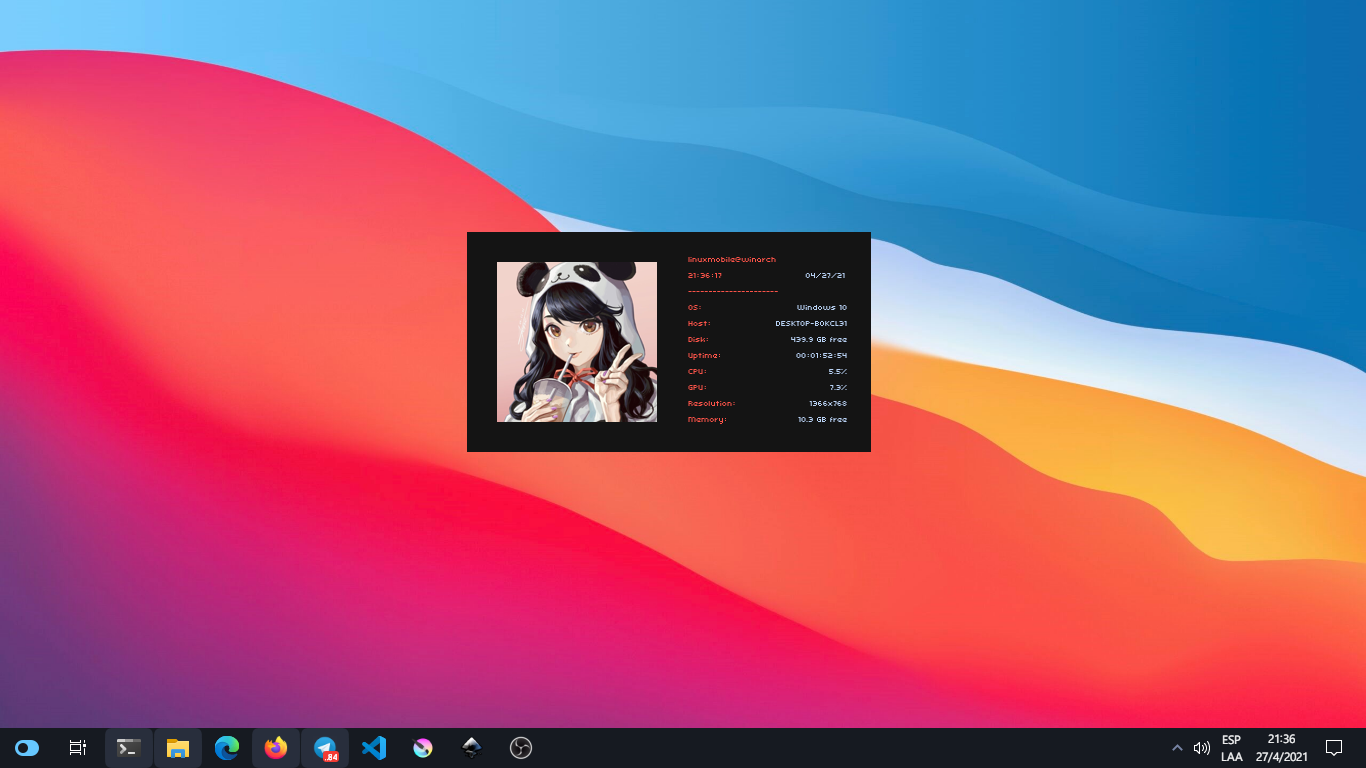 linuxmobile@winarch
21:36:17 04/27/21
----------------------
OS: Windows 10
Host: DESKTOP-BOKCL31
Disk: 439.9 GB free
Uptime: 00:01:52:54
CPU: 5.5%
GPU: 7.3%
Resolution: 1366x768
Memory: 10.3 GB free
.84
ESP
LAA
21:36
27/4/2021